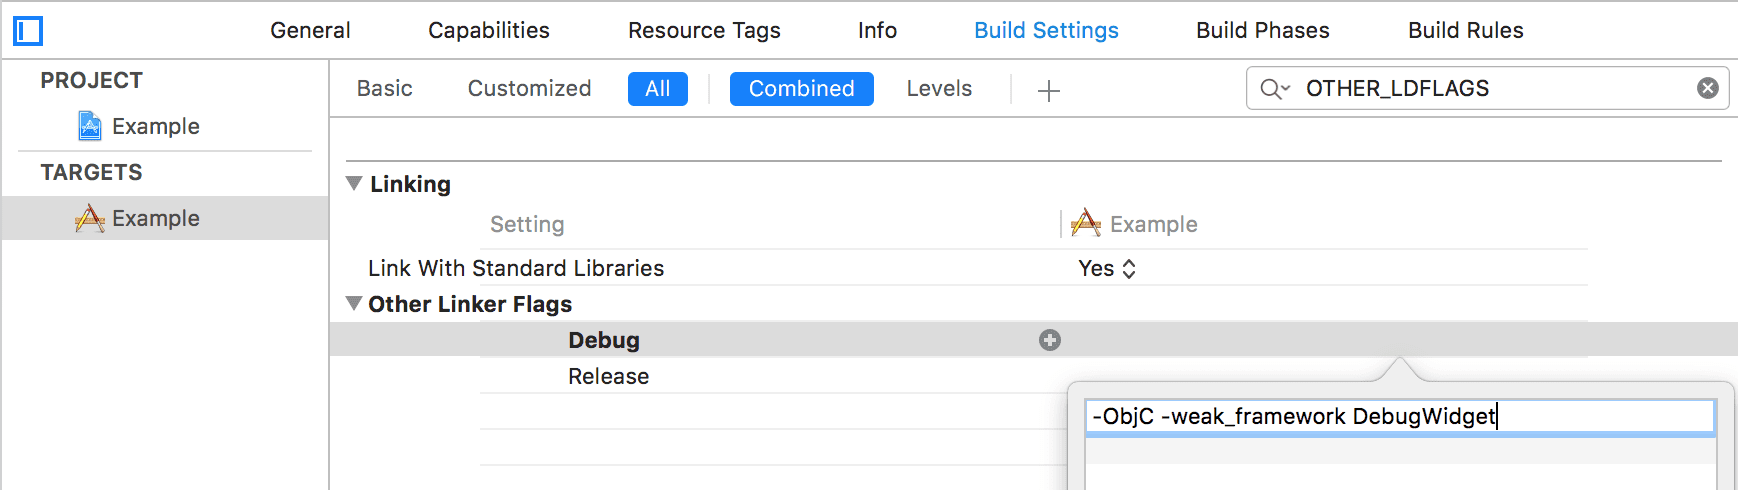 General Capabilities Resource Tags Info Build Settings Build Phases Build Rules
PROJECT
Example
TARGETS
Example
Basic Customized All Combined Levels OTHER_LDFLAGS
Linking
Setting Example
Link With Standard Libraries Yes
Other Linker Flags
Debug
Release
-ObjC -weak_framework DebugWidget